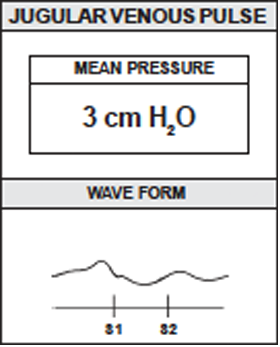 JUGULAR VENOUS PULSE
MEAN PRESSURE
3 cm H₂O
WAVE FORM
S1 S2